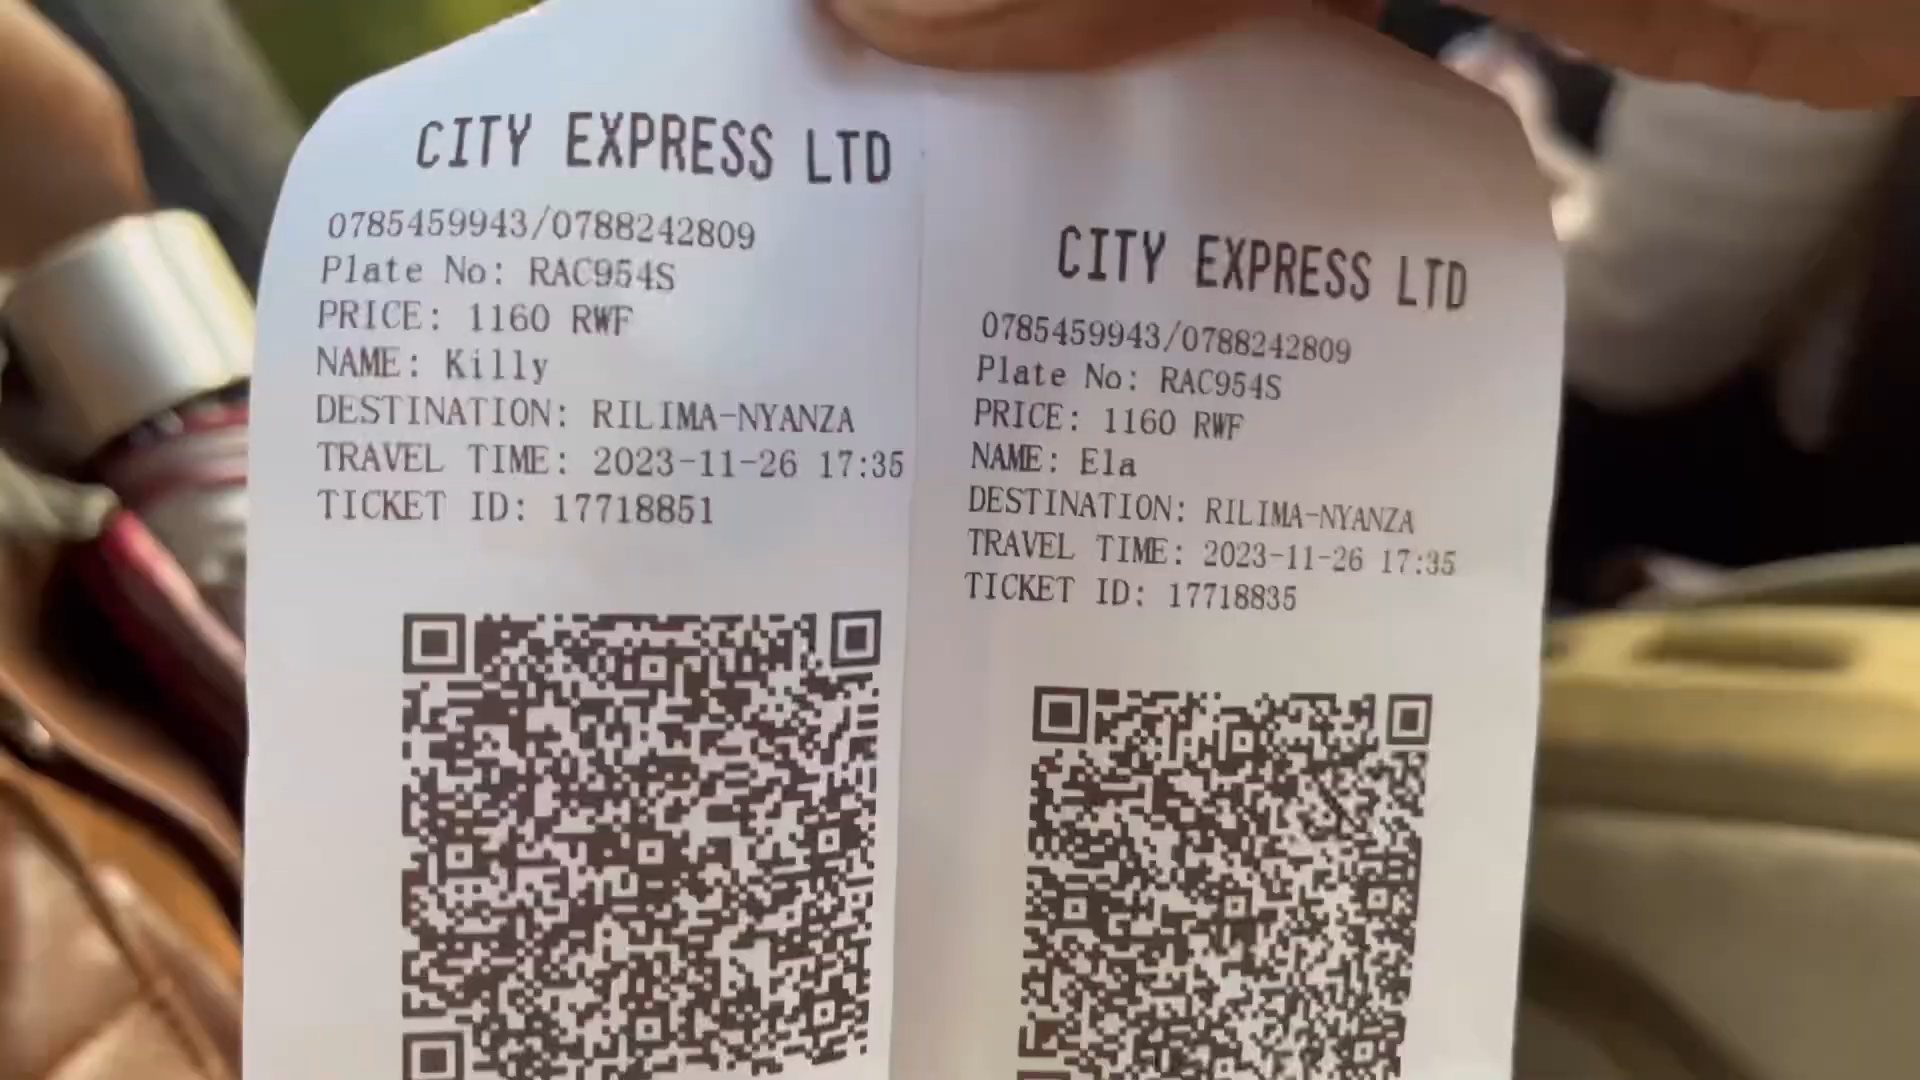 CITY EXPRESS LTD
0785459943/0788242809
Plate No: RAC954S
PRICE: 1160 RWF
NAME: Killy
DESTINATION: RILIMA-NYANZA
TRAVEL TIME: 2023-11-26 17:35
TICKET ID: 17718851
CITY EXPRESS LTD
0785459943/0788242809
Plate No: RAC954S
PRICE: 1160 RWF
NAME: Ela
DESTINATION: RILIMA-NYANZA
TRAVEL TIME: 2023-11-26 17:35
TICKET ID: 17718835